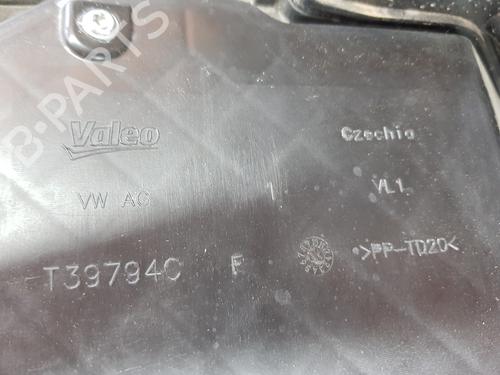 B-PARTS
Valeo
Czechia
VW AG
VL1
T39794C F
>PP-TD20<